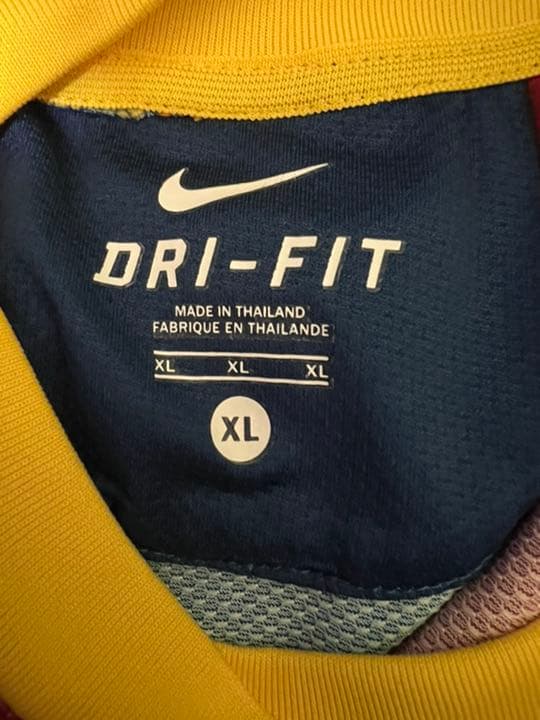 DRI-FIT
MADE IN THAILAND
FABRIQUE EN THAILANDE
XL XL XL
XL